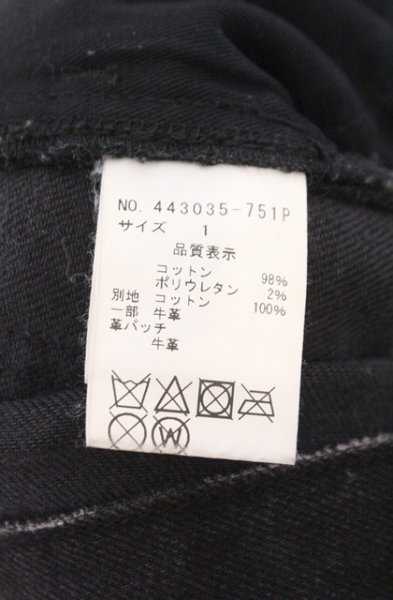 NO. 443035-751P
サイズ 1
品質表示
コットン 98%
ポリウレタン 2%
別地 コットン 100%
一部 牛革
革パッチ
牛革
W